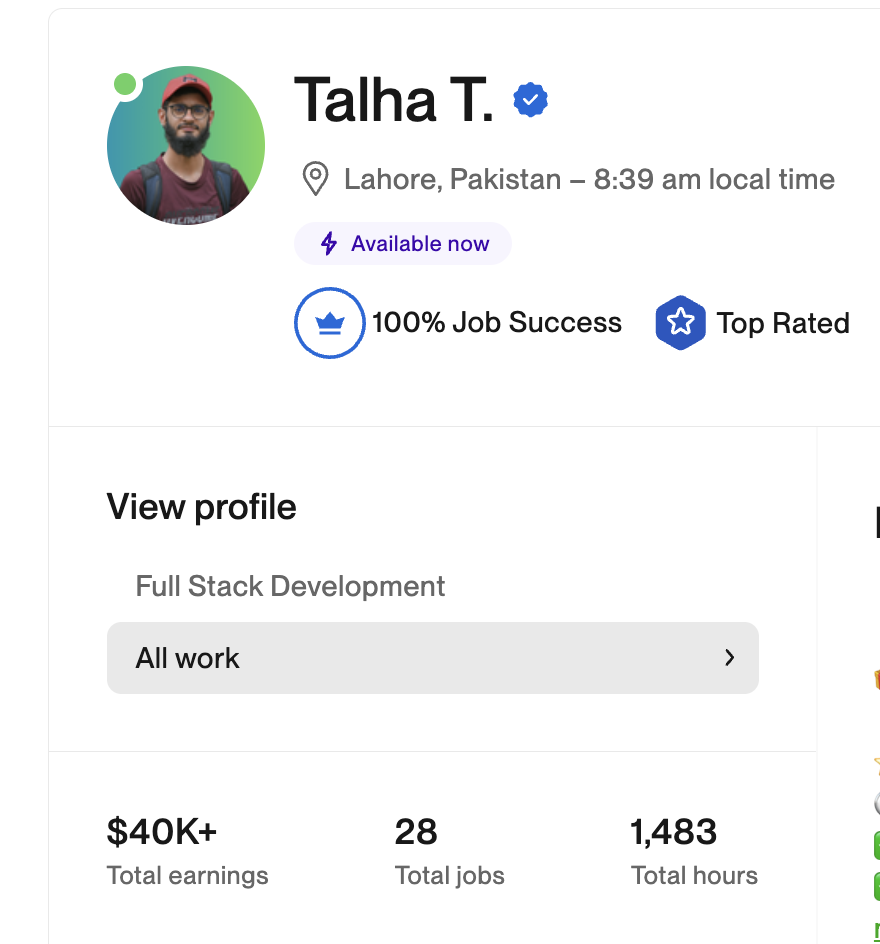 Talha T.
Lahore, Pakistan – 8:39 am local time
Available now
100% Job Success
Top Rated
View profile
Full Stack Development
All work
$40K+
Total earnings
28
Total jobs
1,483
Total hours